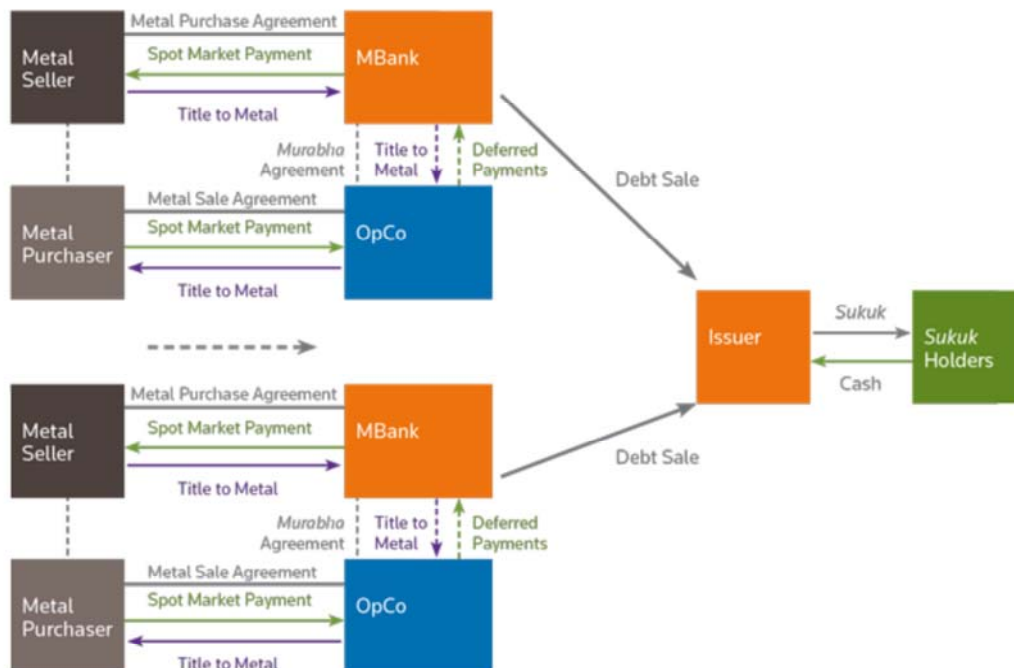 Metal Purchase Agreement
Metal
Seller
Spot Market Payment
MBank
Title to Metal
Murabha
Agreement
Title to
Metal
Deferred
Payments
Debt Sale
Metal Sale Agreement
Metal
Purchaser
Spot Market Payment
OpCo
Title to Metal
Issuer
Sukuk
Sukuk
Holders
Cash
Metal Purchase Agreement
Metal
Seller
Spot Market Payment
MBank
Title to Metal
Debt Sale
Murabha
Agreement
Title to
Metal
Deferred
Payments
Metal Sale Agreement
Metal
Purchaser
Spot Market Payment
OpCo
Title to Metal